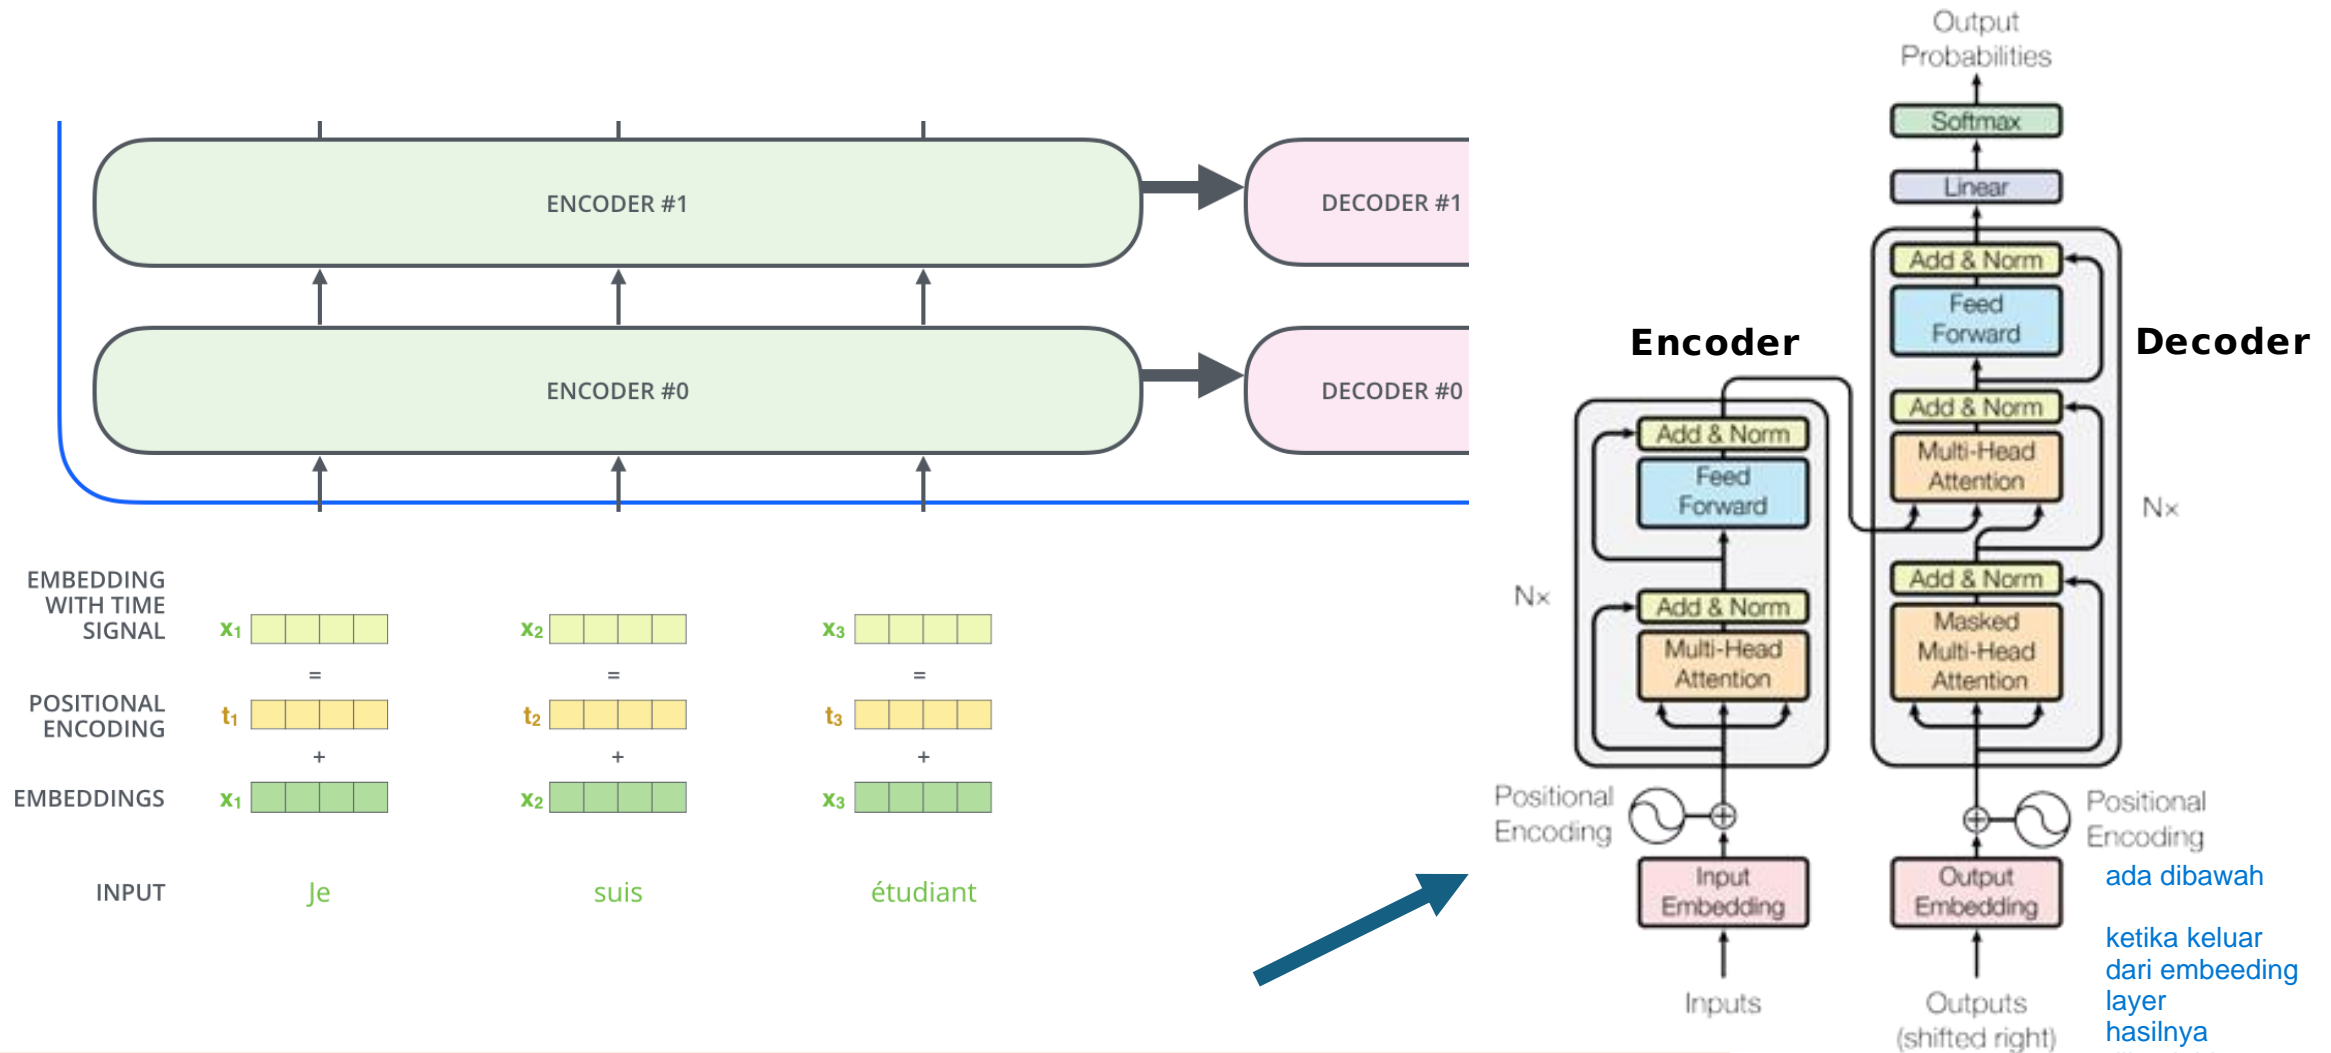 ENCODER #1
DECODER #1
ENCODER #0
DECODER #0
EMBEDDING
WITH TIME
SIGNAL
x1
x2
x3
=
=
=
POSITIONAL
ENCODING
t1
t2
t3
+
+
+
EMBEDDINGS
x1
x2
x3
INPUT
Je
suis
étudiant
Output
Probabilities
Softmax
Linear
Encoder
Decoder
Add & Norm
Feed
Forward
Add & Norm
Multi-Head
Attention
Nx
Add & Norm
Masked
Multi-Head
Attention
Add & Norm
Feed
Forward
Nx
Add & Norm
Multi-Head
Attention
Positional
Encoding
Positional
Encoding
Input
Embedding
Output
Embedding
Inputs
Outputs
(shifted right)
ada dibawah
ketika keluar
dari embeeding
layer
hasilnya